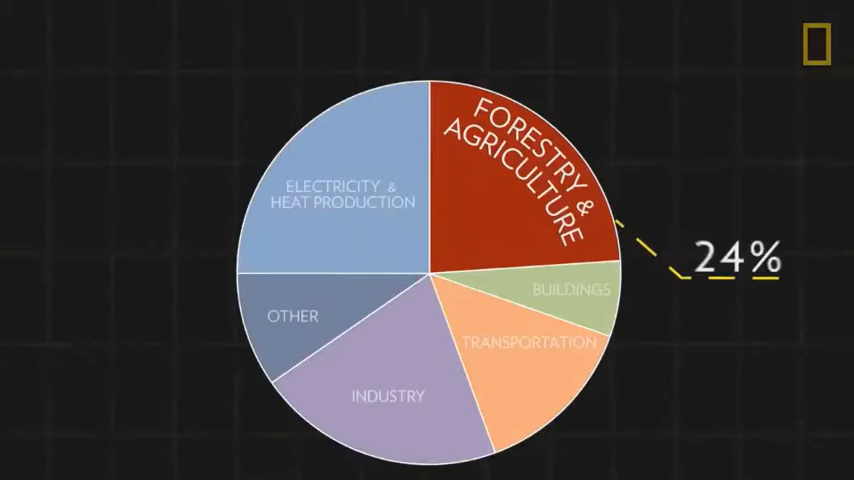 FORESTRY &
AGRICULTURE
ELECTRICITY &
HEAT PRODUCTION
24%
BUILDINGS
OTHER
TRANSPORTATION
INDUSTRY